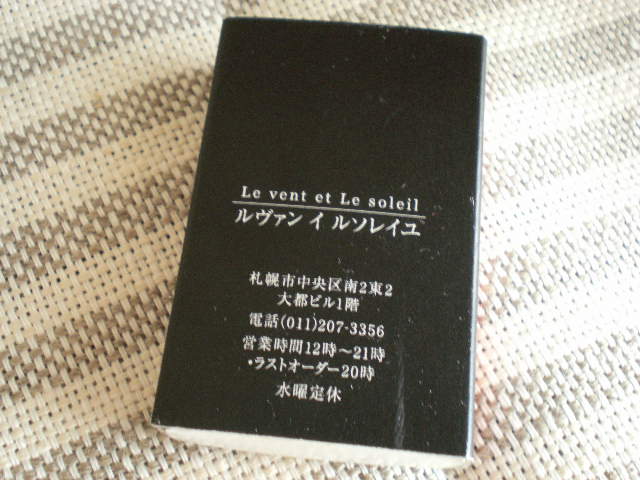 Le vent et Le soleil
ルヴァン イ ルソレイユ
札幌市中央区南2東2
大都ビル1階
電話(011)207-3356
営業時間12時～21時
・ラストオーダー20時
水曜定休